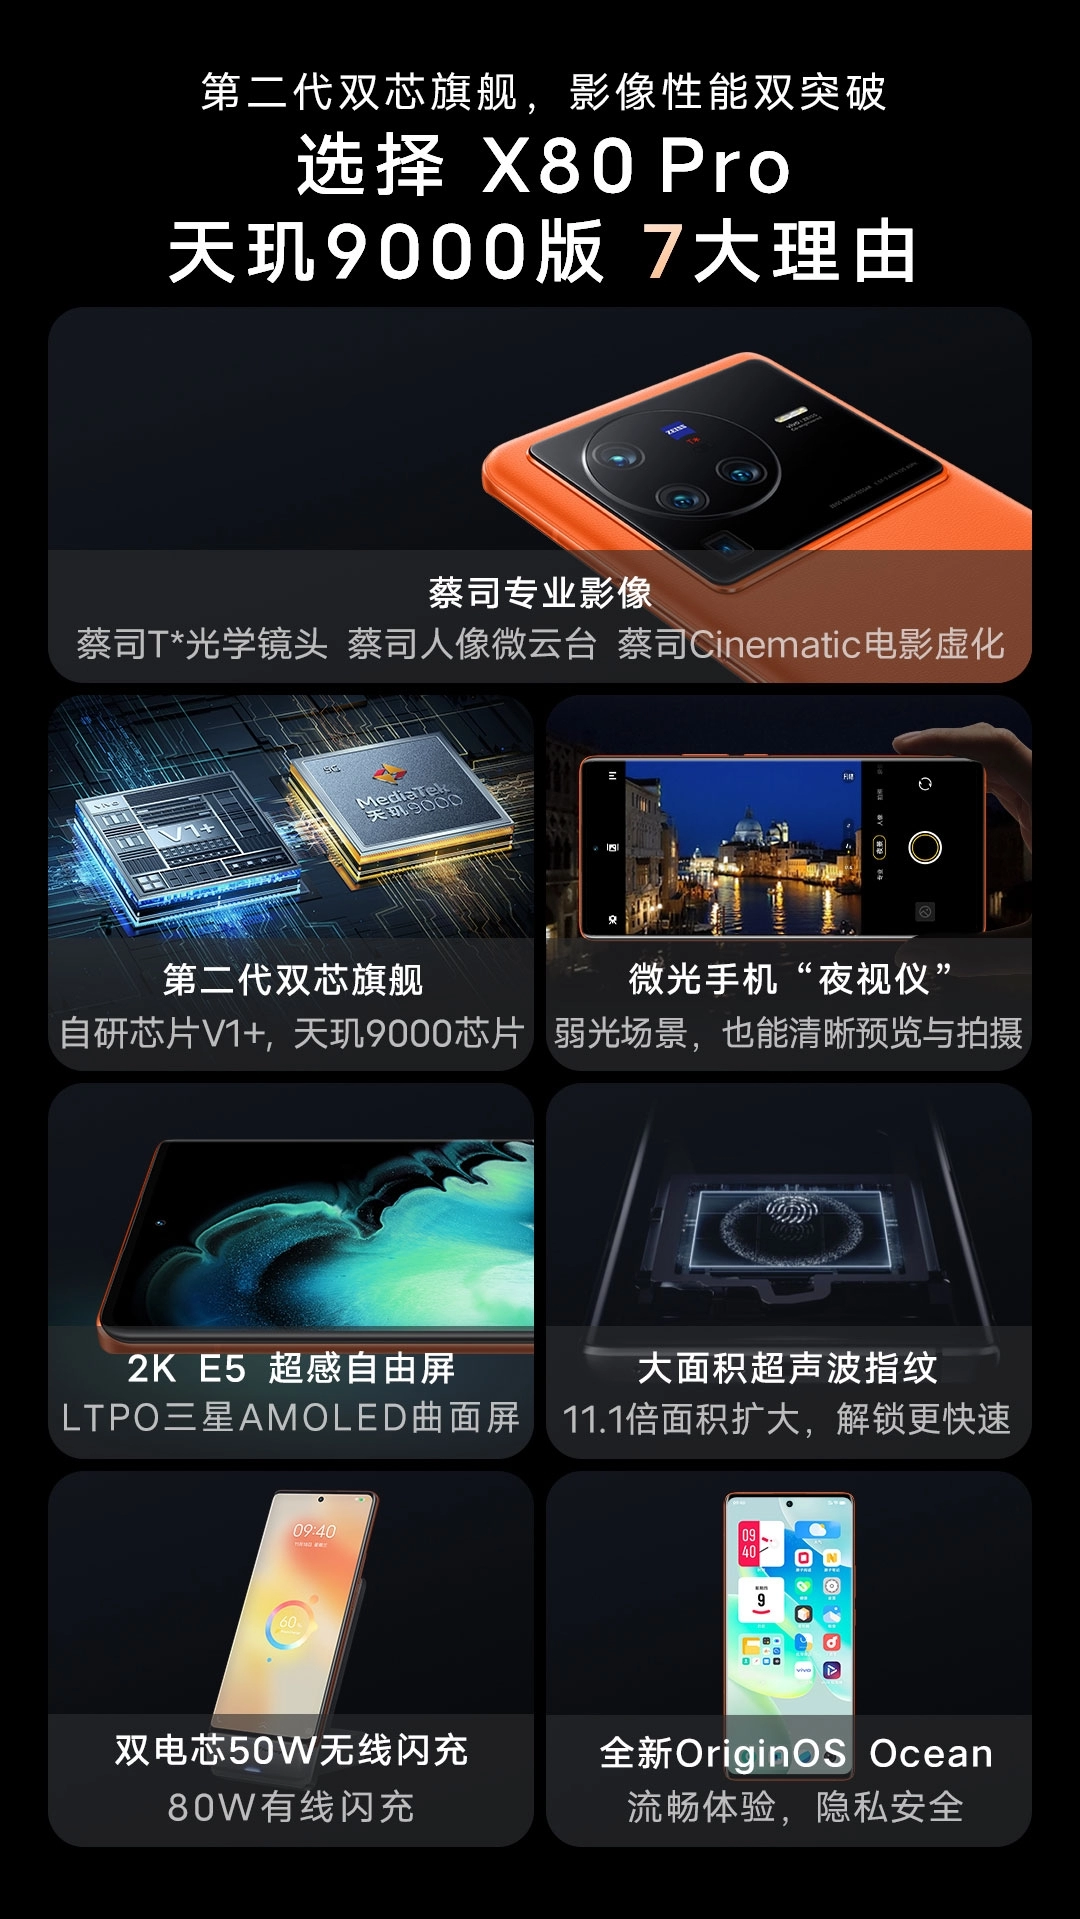 第二代双芯旗舰，影像性能双突破
选择 X80 Pro
天玑9000版 7大理由
ZEISS
T*
蔡司专业影像
蔡司T*光学镜头 蔡司人像微云台 蔡司Cinematic电影虚化
V1+
5G
MediaTek
天玑9000
第二代双芯旗舰
自研芯片V1+，天玑9000芯片
微光手机“夜视仪”
弱光场景，也能清晰预览与拍摄
2K E5 超感自由屏
LTPO三星AMOLED曲面屏
大面积超声波指纹
11.1倍面积扩大，解锁更快速
09:40
60%
双电芯50W无线闪充
80W有线闪充
09
40
9
vivo
全新OriginOS Ocean
流畅体验，隐私安全